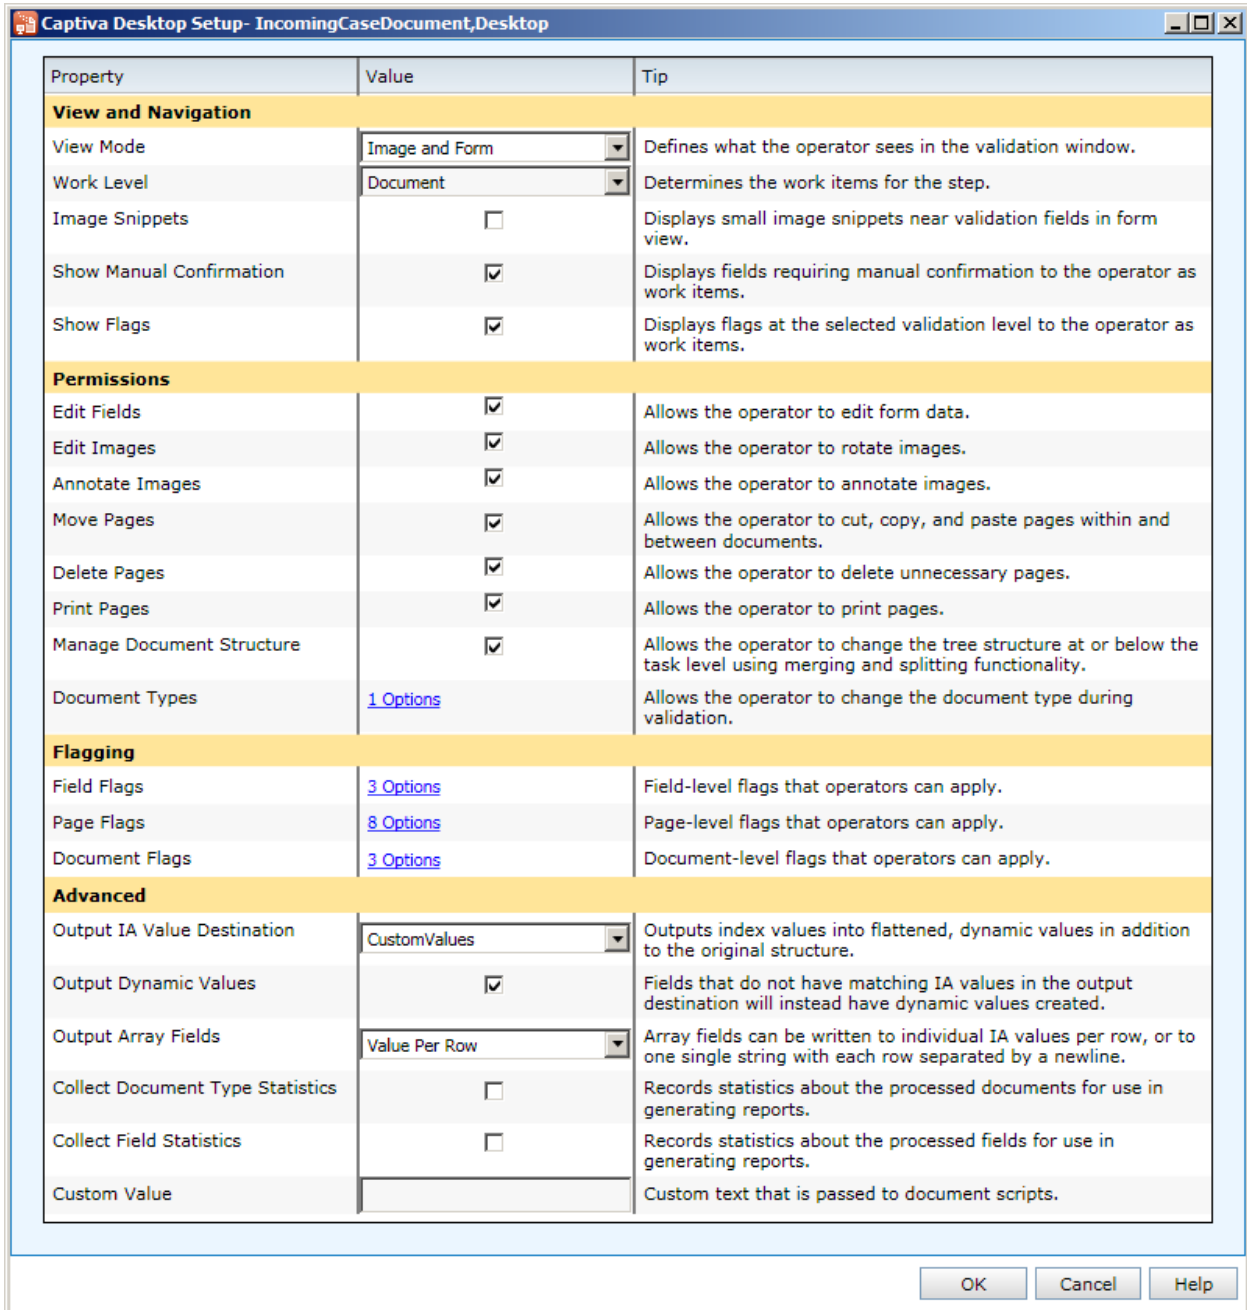 Captiva Desktop Setup- IncomingCaseDocument,Desktop
Property Value Tip
View and Navigation
View Mode Image and Form Defines what the operator sees in the validation window.
Work Level Document Determines the work items for the step.
Image Snippets Displays small image snippets near validation fields in form
view.
Show Manual Confirmation Displays fields requiring manual confirmation to the operator as
work items.
Show Flags Displays flags at the selected validation level to the operator as
work items.
Permissions
Edit Fields Allows the operator to edit form data.
Edit Images Allows the operator to rotate images.
Annotate Images Allows the operator to annotate images.
Move Pages Allows the operator to cut, copy, and paste pages within and
between documents.
Delete Pages Allows the operator to delete unnecessary pages.
Print Pages Allows the operator to print pages.
Manage Document Structure Allows the operator to change the tree structure at or below the
task level using merging and splitting functionality.
Document Types 1 Options Allows the operator to change the document type during
validation.
Flagging
Field Flags 3 Options Field-level flags that operators can apply.
Page Flags 8 Options Page-level flags that operators can apply.
Document Flags 3 Options Document-level flags that operators can apply.
Advanced
Output IA Value Destination CustomValues Outputs index values into flattened, dynamic values in addition
to the original structure.
Output Dynamic Values Fields that do not have matching IA values in the output
destination will instead have dynamic values created.
Output Array Fields Value Per Row Array fields can be written to individual IA values per row, or to
one single string with each row separated by a newline.
Collect Document Type Statistics Records statistics about the processed documents for use in
generating reports.
Collect Field Statistics Records statistics about the processed fields for use in
generating reports.
Custom Value Custom text that is passed to document scripts.
OK Cancel Help